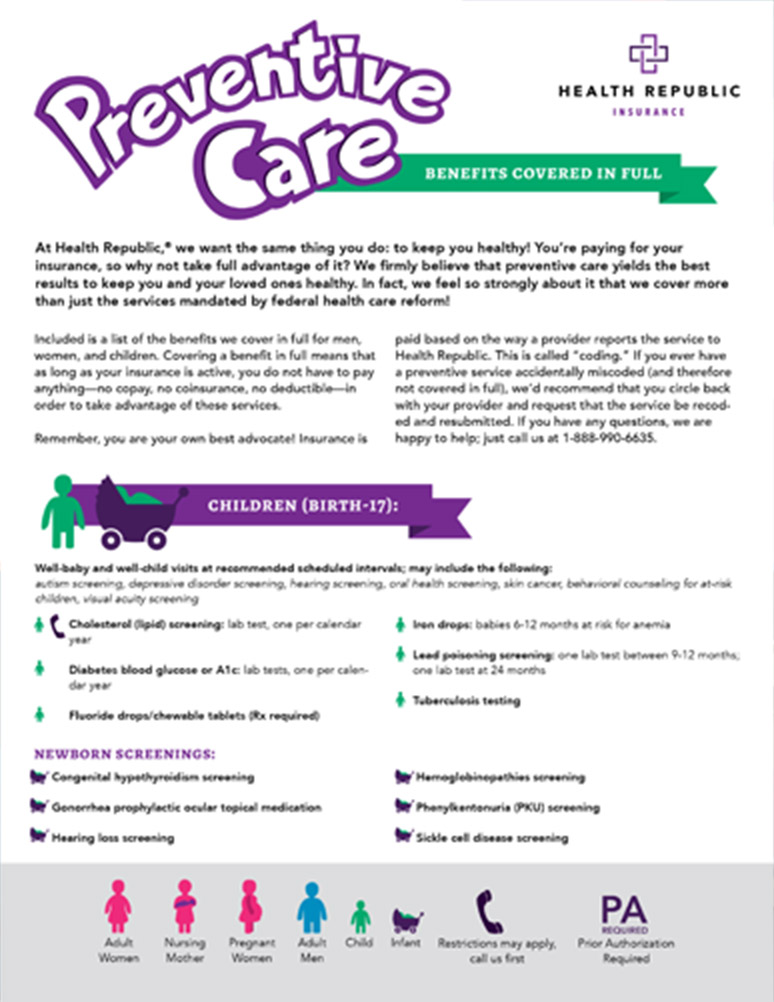 Preventive
Care
HEALTH REPUBLIC
INSURANCE
BENEFITS COVERED IN FULL
At Health Republic,® we want the same thing you do: to keep you healthy! You're paying for your
insurance, so why not take full advantage of it? We firmly believe that preventive care yields the best
results to keep you and your loved ones healthy. In fact, we feel so strongly about it that we cover more
than just the services mandated by federal health care reform!
Included is a list of the benefits we cover in full for men,
women, and children. Covering a benefit in full means that
as long as your insurance is active, you do not have to pay
anything—no copay, no coinsurance, no deductible—in
order to take advantage of these services.
Remember, you are your own best advocate! Insurance is
paid based on the way a provider reports the service to
Health Republic. This is called "coding." If you ever have
a preventive service accidentally miscoded (and therefore
not covered in full), we'd recommend that you circle back
with your provider and request that the service be recod-
ed and resubmitted. If you have any questions, we are
happy to help; just call us at 1-888-990-6635.
CHILDREN (BIRTH-17):
Well-baby and well-child visits at recommended scheduled intervals; may include the following:
autism screening, depressive disorder screening, hearing screening, oral health screening, skin cancer, behavioral counseling for at-risk
children, visual acuity screening
Cholesterol (lipid) screening: lab test, one per calendar
year
Diabetes blood glucose or A1c: lab tests, one per calen-
dar year
Fluoride drops/chewable tablets (Rx required)
Iron drops: babies 6-12 months at risk for anemia
Lead poisoning screening: one lab test between 9-12 months;
one lab test at 24 months
Tuberculosis testing
NEWBORN SCREENINGS:
Congenital hypothyroidism screening
Gonorrhea prophylactic ocular topical medication
Hearing loss screening
Hemoglobinopathies screening
Phenylkentonuria (PKU) screening
Sickle cell disease screening
Adult
Women
Nursing
Mother
Pregnant
Women
Adult
Men
Child
Infant
Restrictions may apply,
call us first
PA
REQUIRED
Prior Authorization
Required